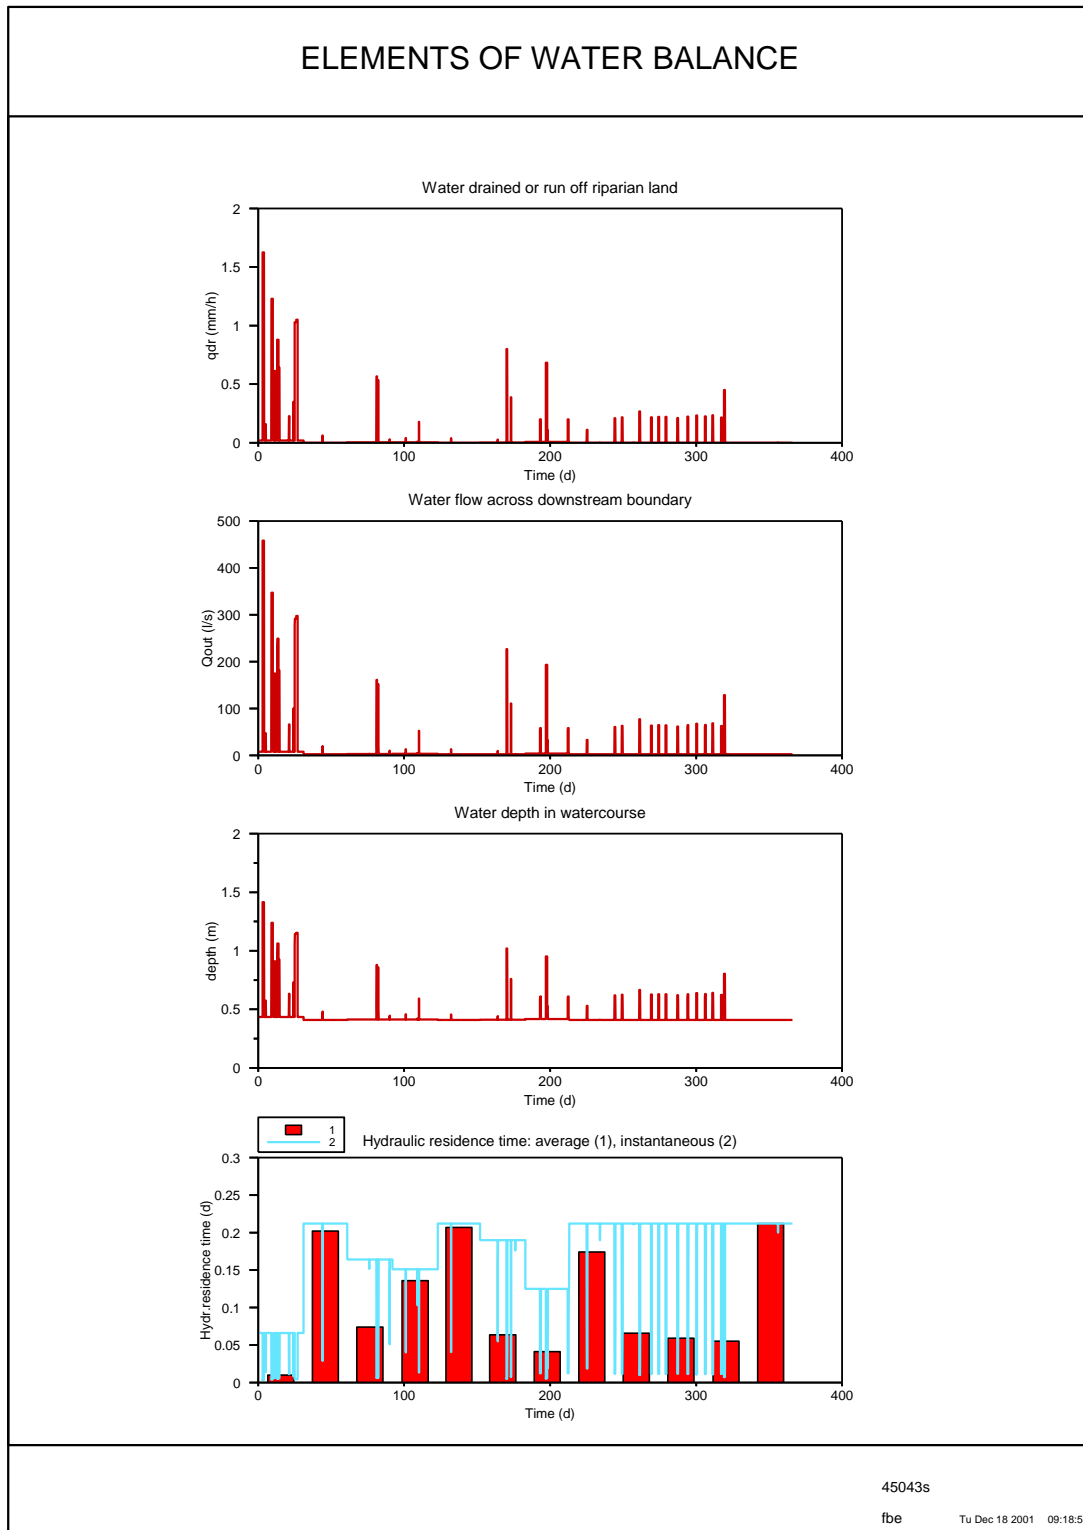 ELEMENTS OF WATER BALANCE
Water drained or run off riparian land
2
1.5
1
0.5
0
qdr (mm/h)
0 100 200 300 400
Time (d)
Water flow across downstream boundary
500
400
300
200
100
0
Qout (l/s)
0 100 200 300 400
Time (d)
Water depth in watercourse
2
1.5
1
0.5
0
depth (m)
0 100 200 300 400
Time (d)
1
2
Hydraulic residence time: average (1), instantaneous (2)
0.3
0.25
0.2
0.15
0.1
0.05
0
Hydr.residence time (d)
0 100 200 300 400
Time (d)
45043s
fbe Tu Dec 18 2001 09:18:5